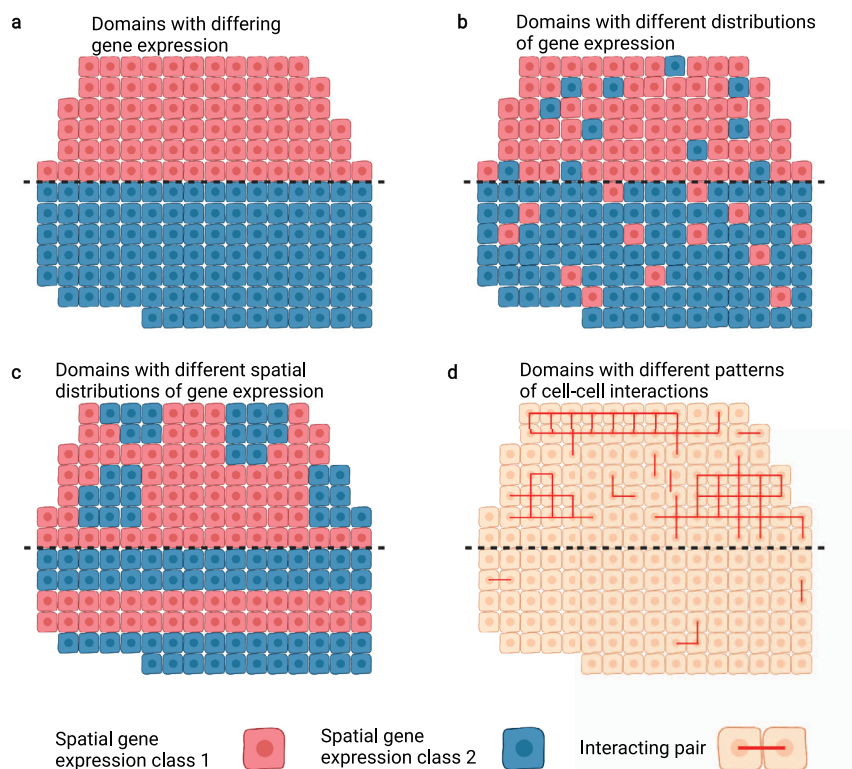 a
Domains with differing
gene expression
b
Domains with different distributions
of gene expression
c
Domains with different spatial
distributions of gene expression
d
Domains with different patterns
of cell-cell interactions
Spatial gene
expression class 1
Spatial gene
expression class 2
Interacting pair